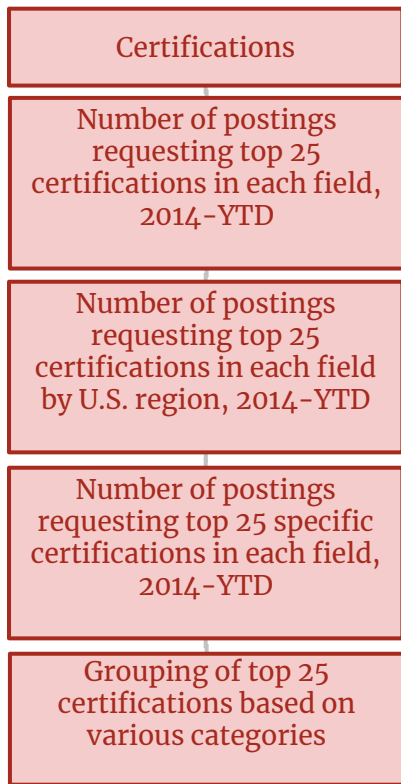 Certifications
Number of postings
requesting top 25
certifications in each field,
2014-YTD
Number of postings
requesting top 25
certifications in each field
by U.S. region, 2014-YTD
Number of postings
requesting top 25 specific
certifications in each field,
2014-YTD
Grouping of top 25
certifications based on
various categories